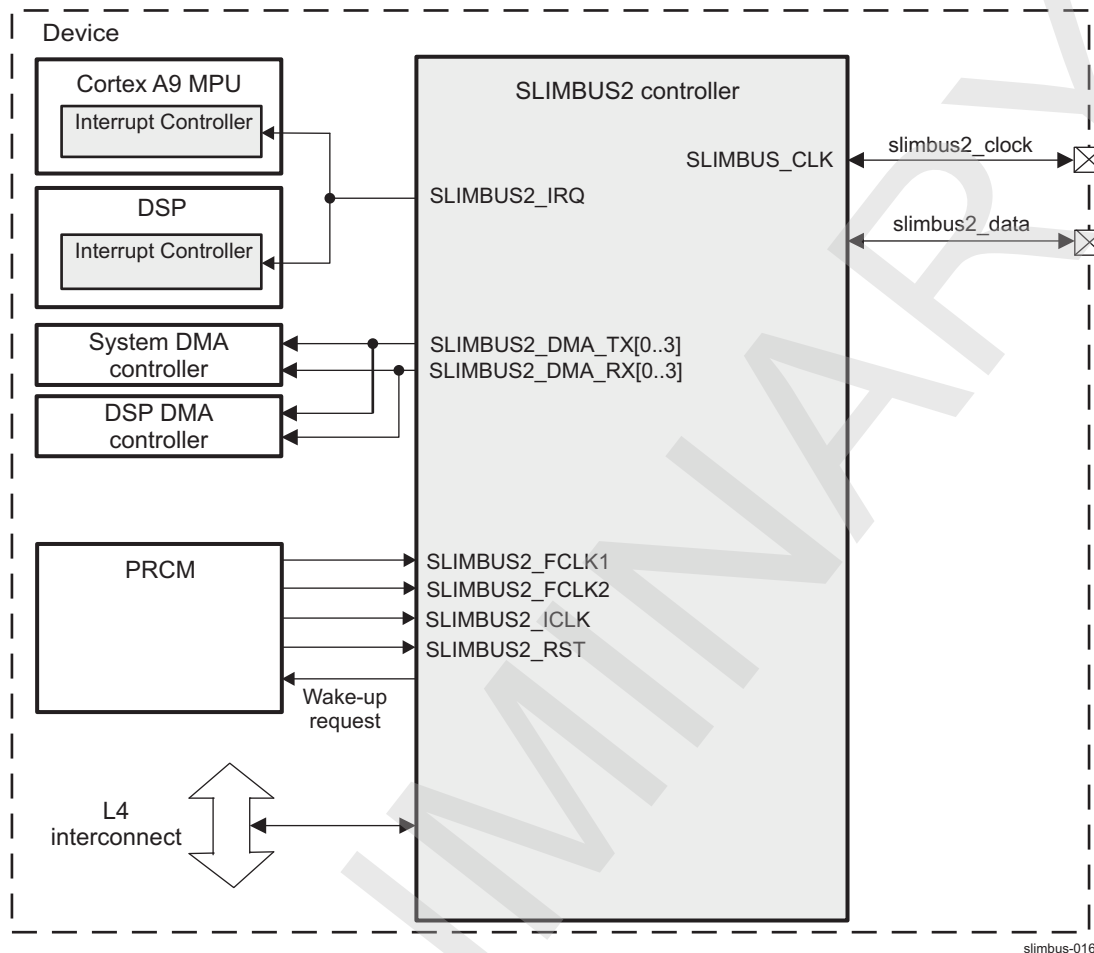 Device
Cortex A9 MPU
Interrupt Controller
DSP
Interrupt Controller
System DMA
controller
DSP DMA
controller
PRCM
Wake-up
request
L4
interconnect
SLIMBUS2 controller
SLIMBUS_CLK
SLIMBUS2_IRQ
SLIMBUS2_DMA_TX[0..3]
SLIMBUS2_DMA_RX[0..3]
SLIMBUS2_FCLK1
SLIMBUS2_FCLK2
SLIMBUS2_ICLK
SLIMBUS2_RST
slimbus2_clock
slimbus2_data
slimbus-016
IMINARY